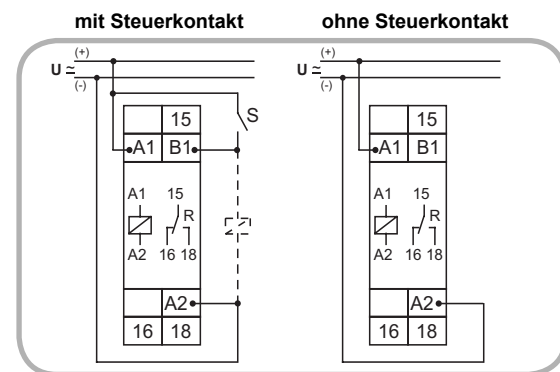 mit Steuerkontakt
(+)
U ≂
(-)
S
15
A1 B1
A1 15
R
A2 16 18
A2
16 18
ohne Steuerkontakt
(+)
U ≂
(-)
15
A1 B1
A1 15
R
A2 16 18
A2
16 18